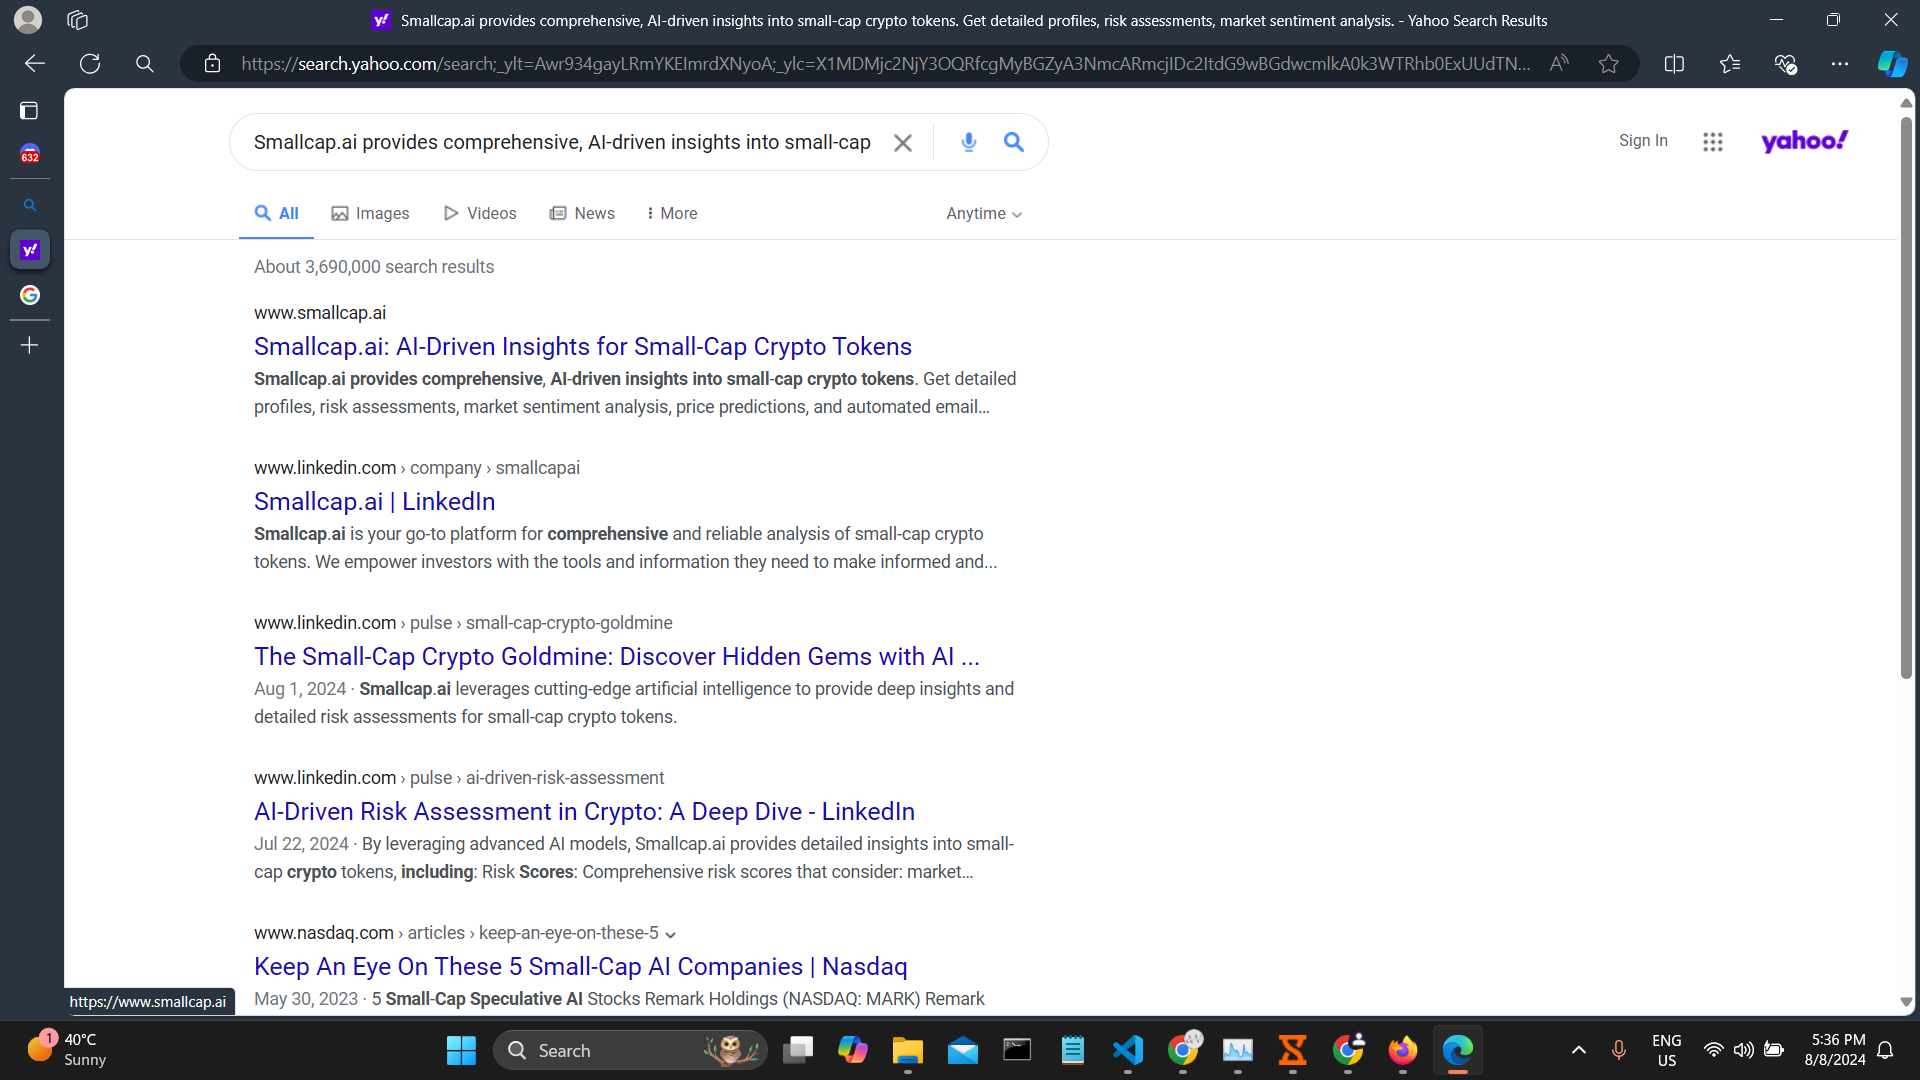 Smallcap.ai provides comprehensive, AI-driven insights into small-cap crypto tokens. Get detailed profiles, risk assessments, market sentiment analysis. - Yahoo Search Results
https://search.yahoo.com/search;_ylt=Awr934gayLRmYKEImrdXNyoA;_ylc=X1MDMjc2NjY3OQRfcgMyBGZyA3NmcARmcjIDc2ItdG9wBGdwcmlkA0k3WTRhb0ExUUdTN...
632
Smallcap.ai provides comprehensive, AI-driven insights into small-cap
Sign In
yahoo!
All Images Videos News More Anytime
About 3,690,000 search results
www.smallcap.ai
Smallcap.ai: AI-Driven Insights for Small-Cap Crypto Tokens
Smallcap.ai provides comprehensive, AI-driven insights into small-cap crypto tokens. Get detailed
profiles, risk assessments, market sentiment analysis, price predictions, and automated email...
www.linkedin.com › company › smallcapai
Smallcap.ai | LinkedIn
Smallcap.ai is your go-to platform for comprehensive and reliable analysis of small-cap crypto
tokens. We empower investors with the tools and information they need to make informed and...
www.linkedin.com › pulse › small-cap-crypto-goldmine
The Small-Cap Crypto Goldmine: Discover Hidden Gems with AI ...
Aug 1, 2024 · Smallcap.ai leverages cutting-edge artificial intelligence to provide deep insights and
detailed risk assessments for small-cap crypto tokens.
www.linkedin.com › pulse › ai-driven-risk-assessment
AI-Driven Risk Assessment in Crypto: A Deep Dive - LinkedIn
Jul 22, 2024 · By leveraging advanced AI models, Smallcap.ai provides detailed insights into small-
cap crypto tokens, including: Risk Scores: Comprehensive risk scores that consider: market...
www.nasdaq.com › articles › keep-an-eye-on-these-5
Keep An Eye On These 5 Small-Cap AI Companies | Nasdaq
May 30, 2023 · 5 Small-Cap Speculative AI Stocks Remark Holdings (NASDAQ: MARK) Remark
https://www.smallcap.ai
1
40°C
Sunny
Search
ENG
US
5:36 PM
8/8/2024